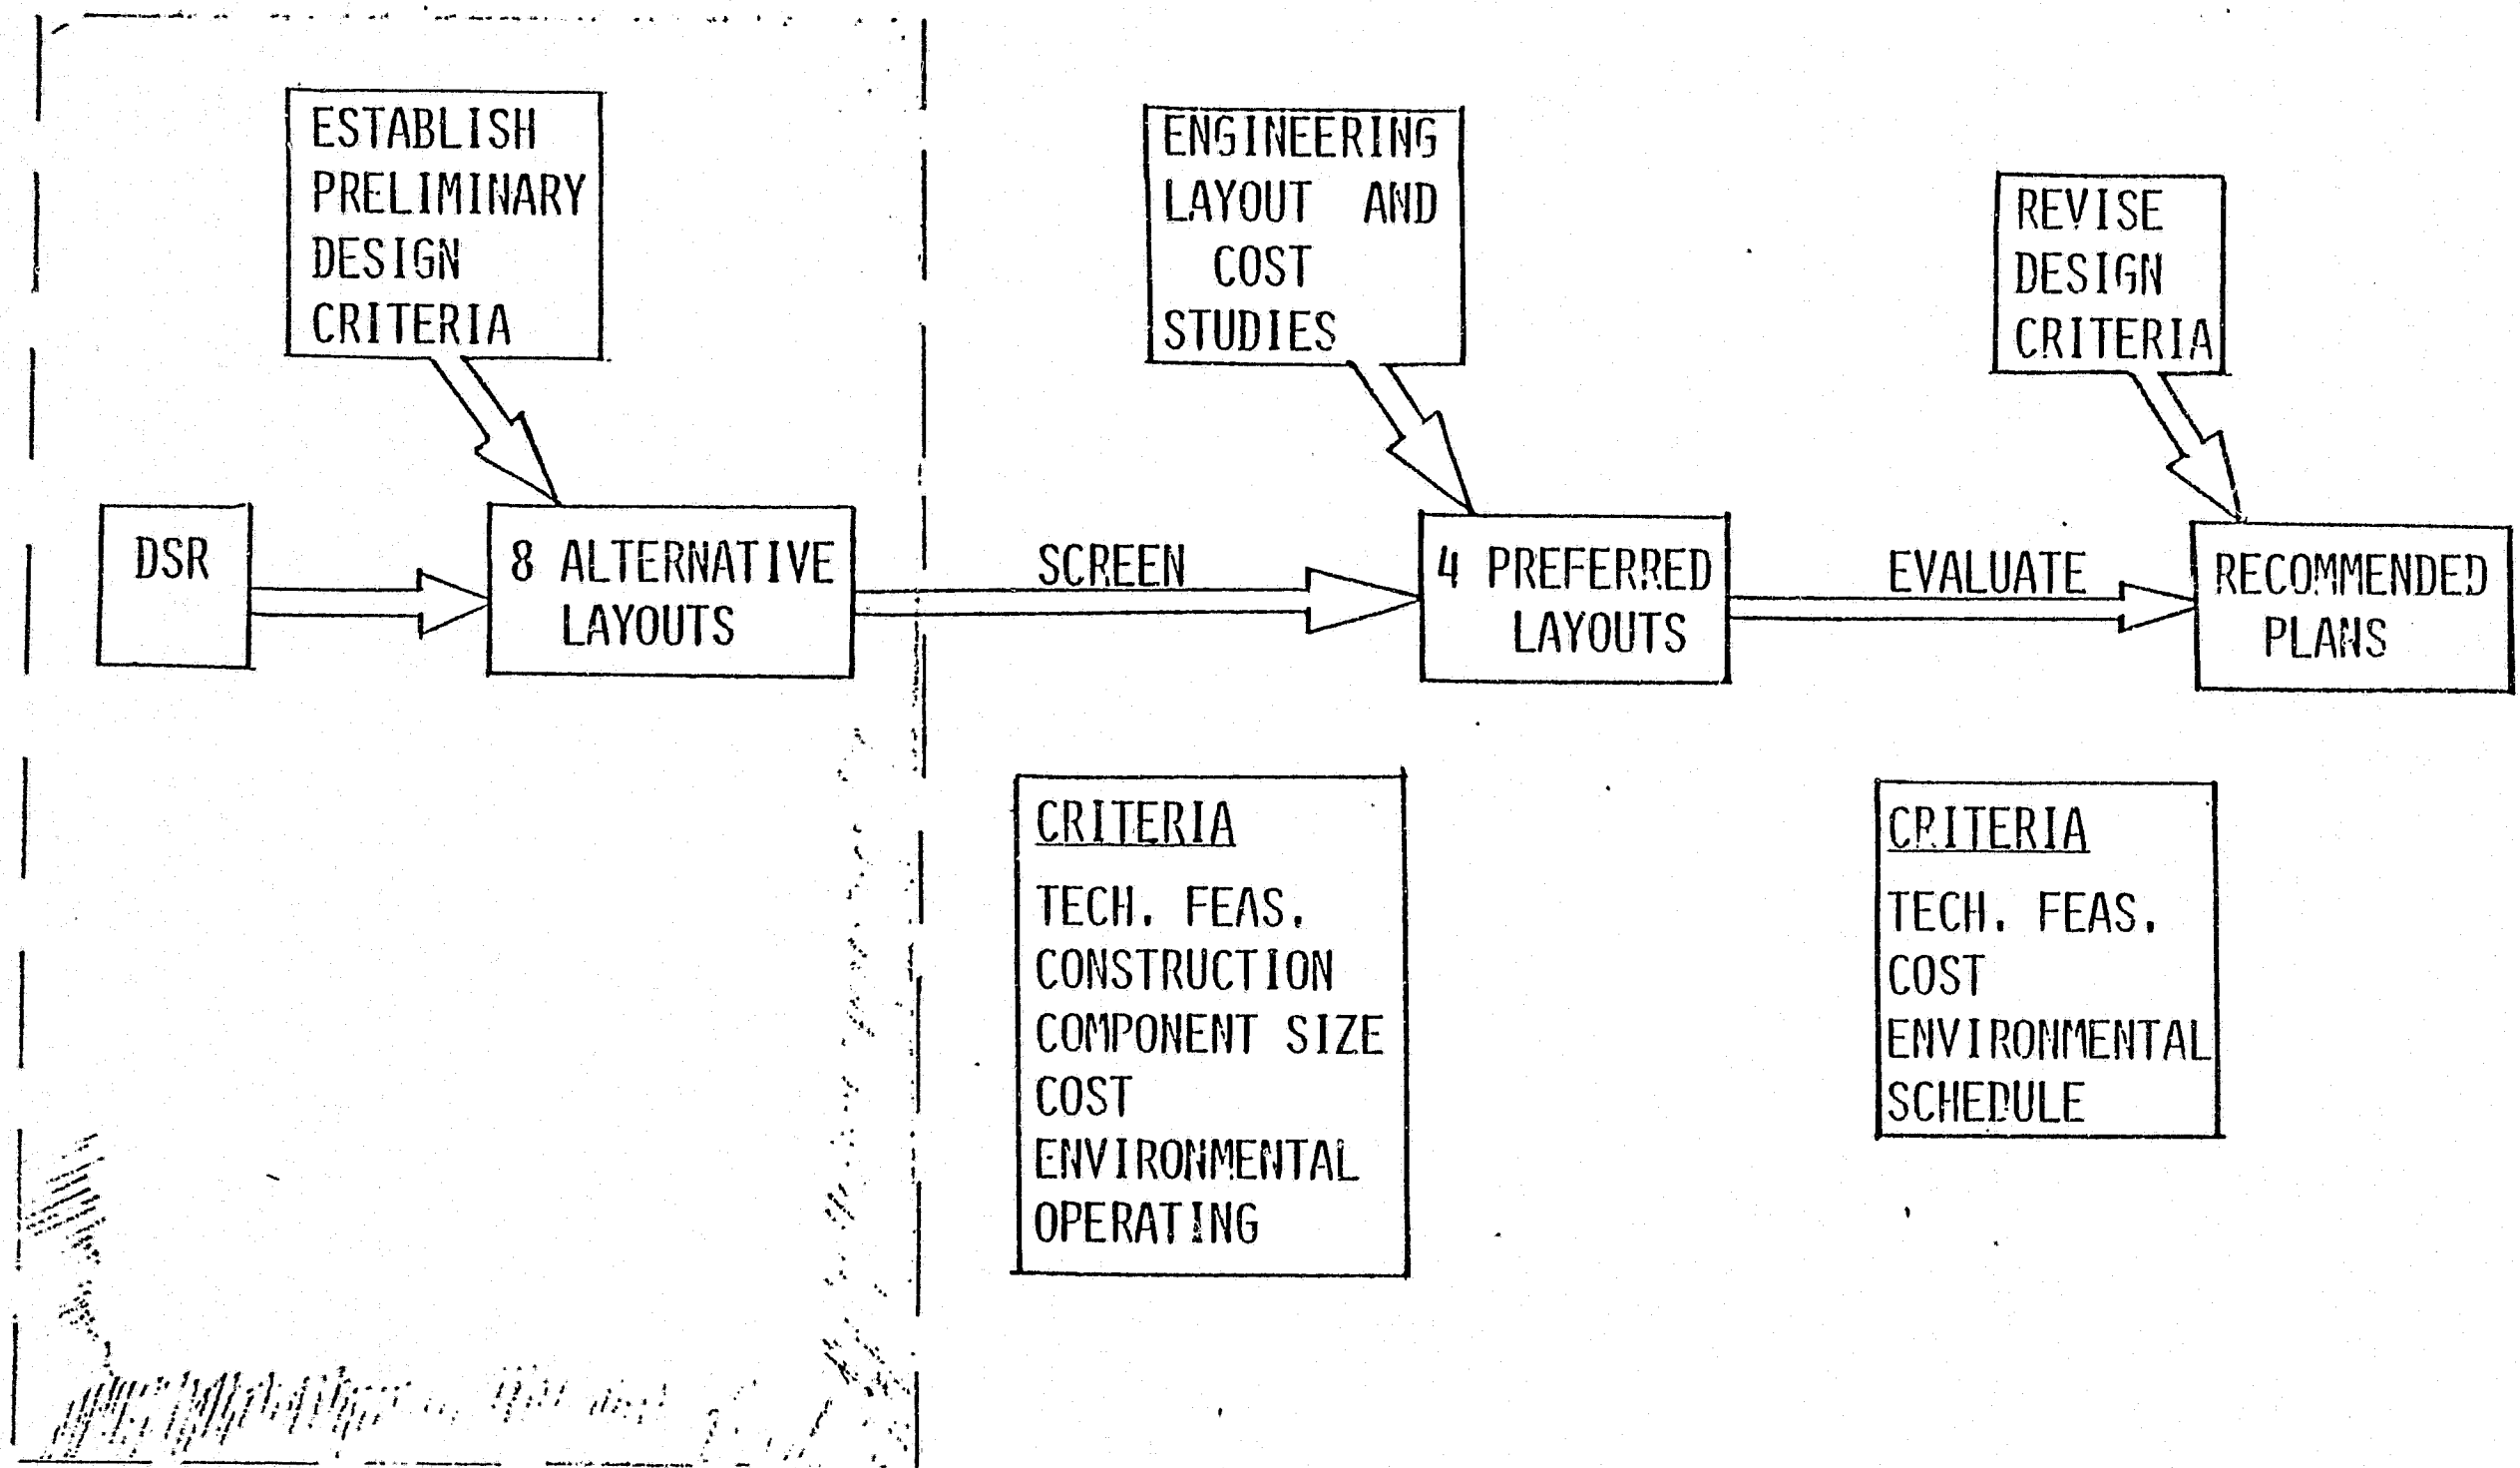 ESTABLISH
PRELIMINARY
DESIGN
CRITERIA
ENGINEERING
LAYOUT AND
COST
STUDIES
REVISE
DESIGN
CRITERIA
DSR
8 ALTERNATIVE
LAYOUTS
SCREEN
4 PREFERRED
LAYOUTS
EVALUATE
RECOMMENDED
PLANS
CRITERIA
TECH. FEAS.
CONSTRUCTION
COMPONENT SIZE
COST
ENVIRONMENTAL
OPERATING
CRITERIA
TECH. FEAS.
COST
ENVIRONMENTAL
SCHEDULE